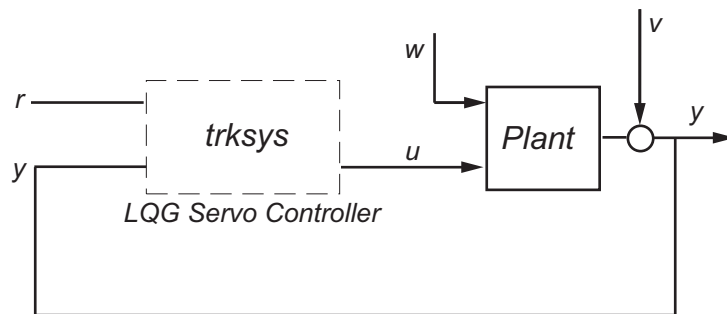 v
w
r
trksys
Plant
y
y
u
LQG Servo Controller